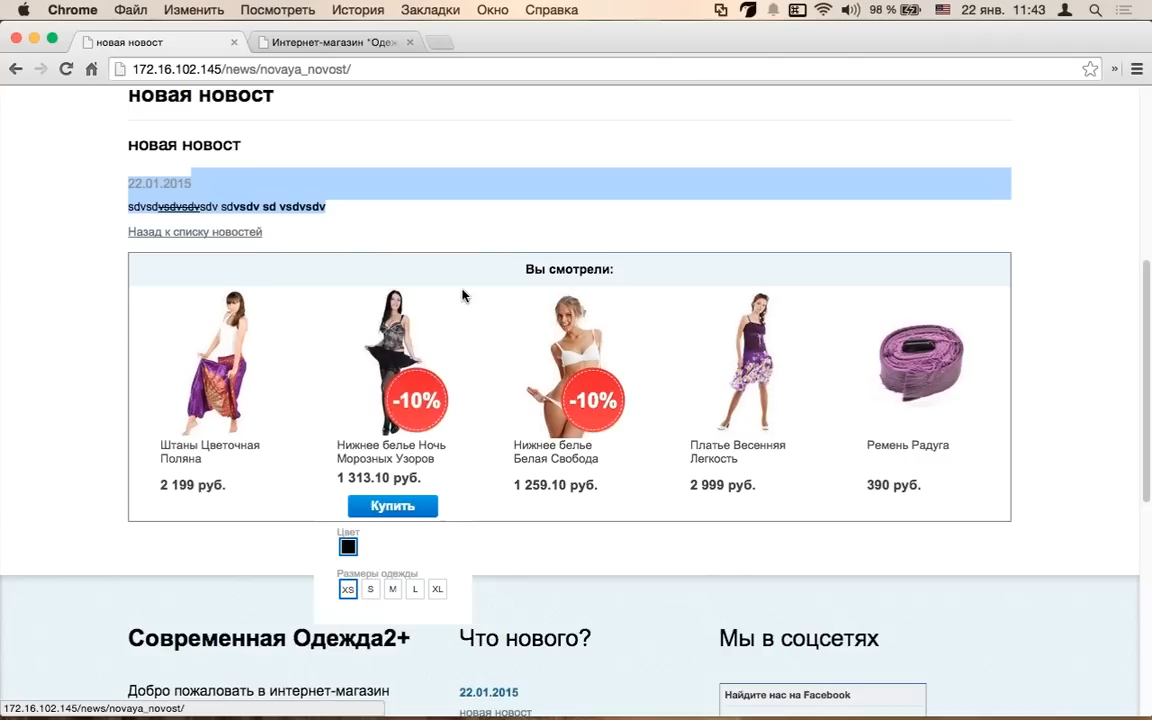 Chrome Файл Изменить Посмотреть История Закладки Окно Справка 98 % 22 янв. 11:43
новая новост Интернет-магазин "Оде
172.16.102.145/news/novaya_novost/
новая новост
новая новост
22.01.2015
sdvsdvsdvsdvsdv sdvsdv sd vsdvsdv
Назад к списку новостей
Вы смотрели:
-10% -10%
Штаны Цветочная Поляна
2 199 руб.
Нижнее белье Ночь Морозных Узоров
1 313.10 руб.
Купить
Цвет
Размеры одежды
XS S M L XL
Нижнее белье Белая Свобода
1 259.10 руб.
Платье Весенняя Легкость
2 999 руб.
Ремень Радуга
390 руб.
Современная Одежда2+
Добро пожаловать в интернет-магазин
Что нового?
22.01.2015
новая новост
Мы в соцсетях
Найдите нас на Facebook
172.16.102.145/news/novaya_novost/